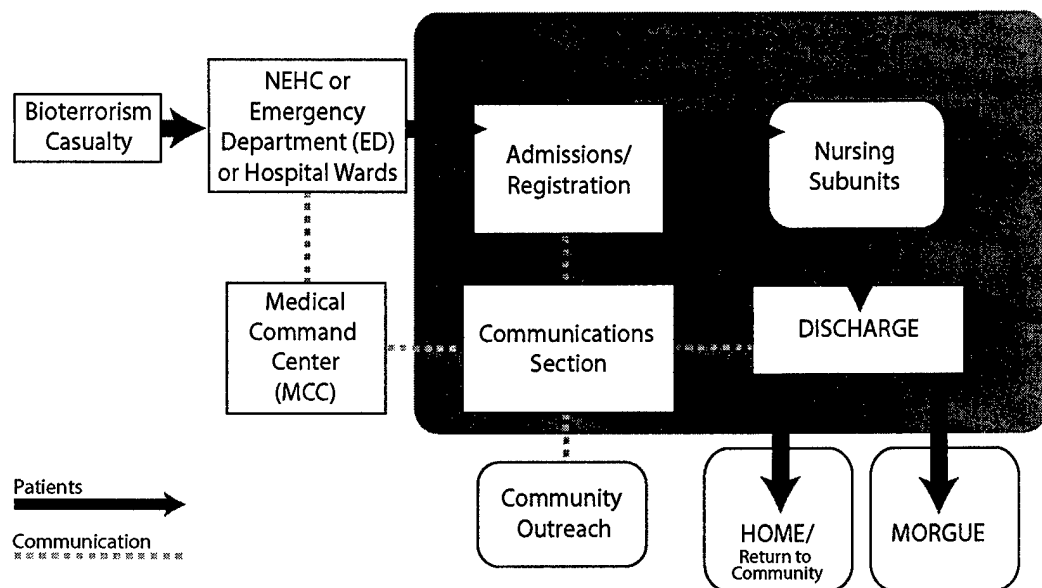 Bioterrorism
Casualty
NEHC or
Emergency
Department (ED)
or Hospital Wards
Admissions/
Registration
Nursing
Subunits
Medical
Command
Center
(MCC)
Communications
Section
DISCHARGE
Patients
Communication
Community
Outreach
HOME/
Return to
Community
MORGUE